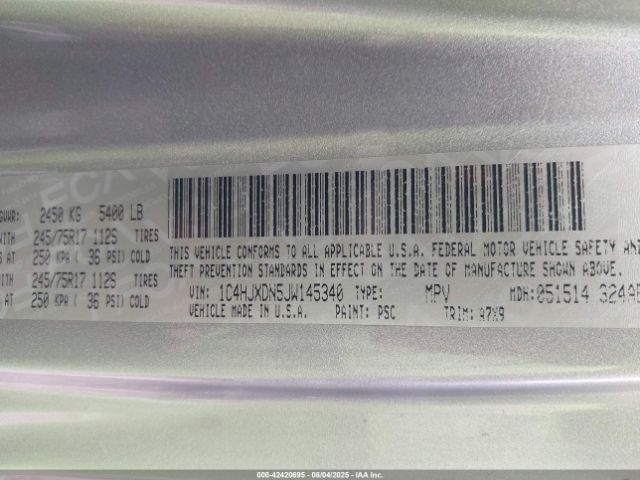 GVWR: 2450 KG 5400 LB
WITH 245/75R17 112S TIRES
AT 250 KPA ( 36 PSI) COLD
WITH 245/75R17 112S TIRES
AT 250 KPA ( 36 PSI) COLD
THIS VEHICLE CONFORMS TO ALL APPLICABLE U.S.A. FEDERAL MOTOR VEHICLE SAFETY AND
THEFT PREVENTION STANDARDS IN EFFECT ON THE DATE OF MANUFACTURE SHOWN ABOVE.
VIN: 1C4HJXDN5JW145340 TYPE: MPV MDH: 051514 324AB
VEHICLE MADE IN U.S.A. PAINT: PSC TRIM: A7X9
000-42420695 - 06/04/2025 - IAA Inc.